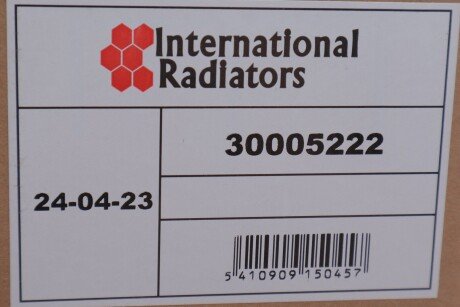 International
Radiators
30005222
24-04-23
5 410909 150457